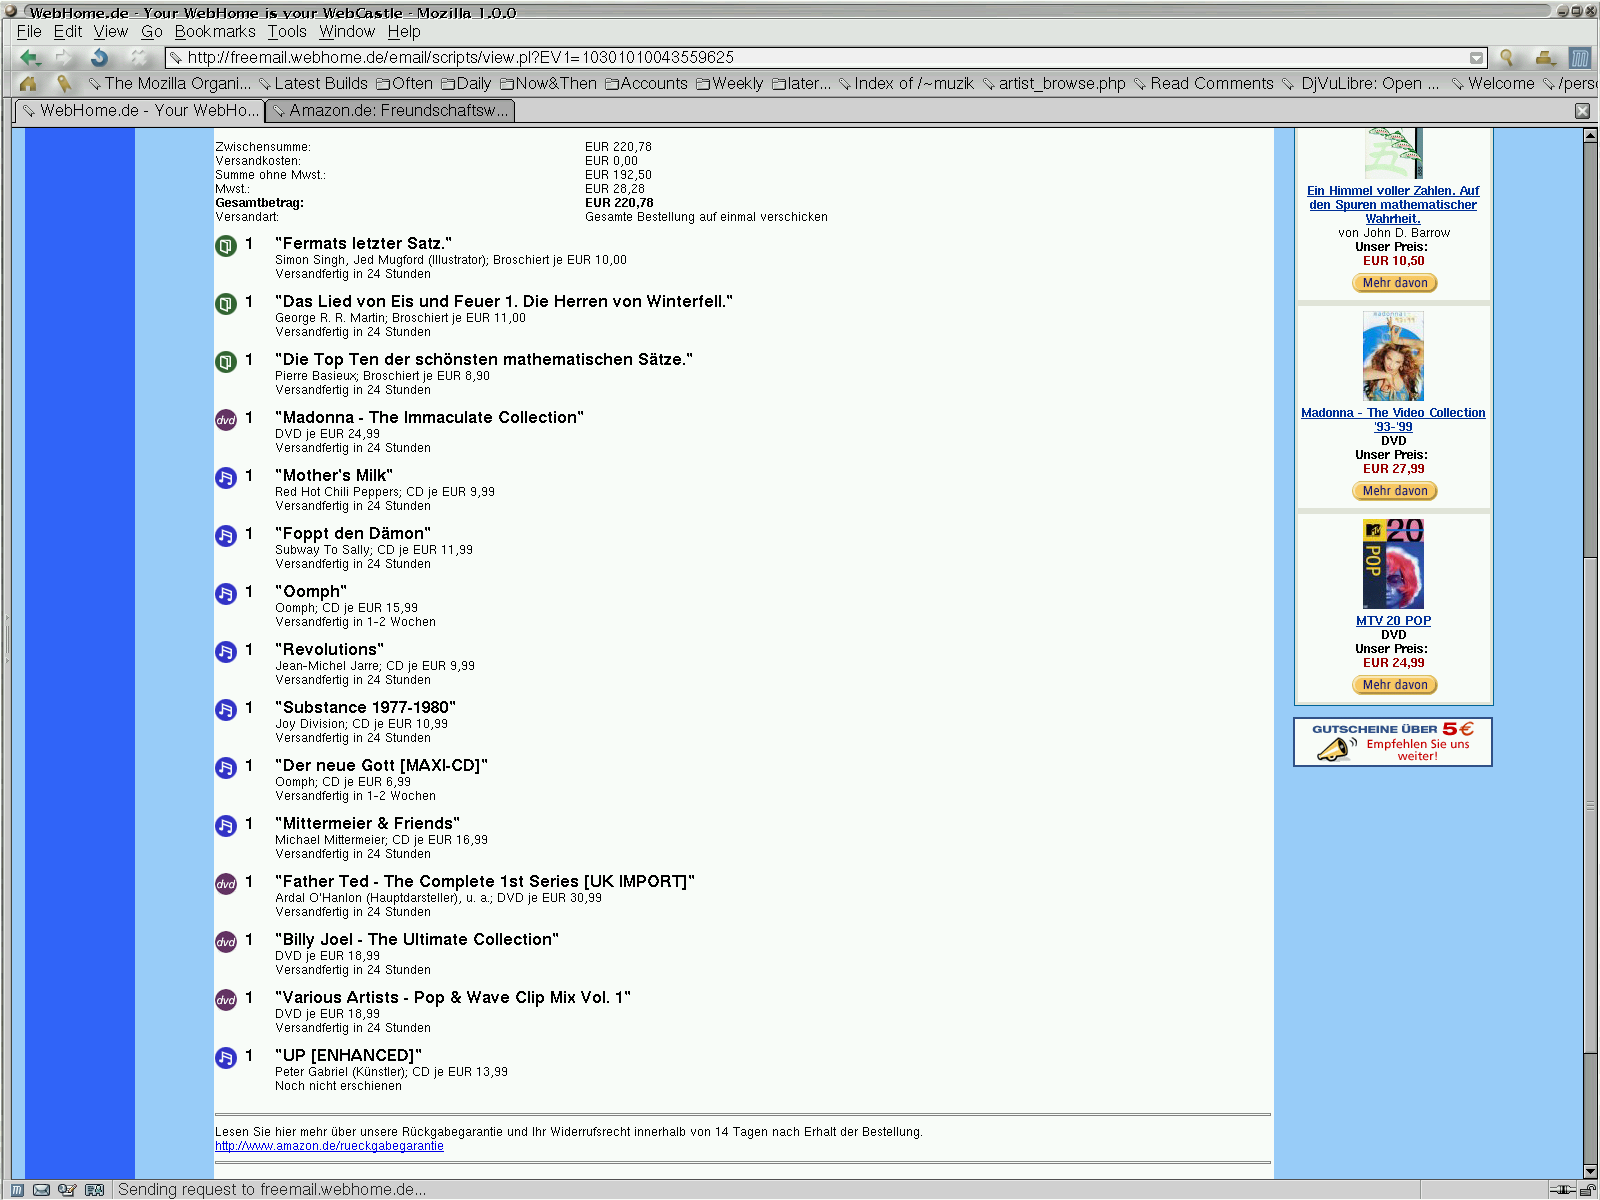 WebHome.de - Your WebHome is your WebCastle - Mozilla 1.0.0
File Edit View Go Bookmarks Tools Window Help
http://freemail.webhome.de/email/scripts/view.pl?EV1=10301010043559625
The Mozilla Organi... Latest Builds Often Daily Now&Then Accounts Weekly later... Index of /~muzik artist_browse.php Read Comments DjVuLibre: Open ... Welcome /pers
WebHome.de - Your WebHo... Amazon.de: Freundschaftsw...
Zwischensumme: EUR 220,78
Versandkosten: EUR 0,00
Summe ohne Mwst.: EUR 192,50
Mwst.: EUR 28,28
Gesamtbetrag: EUR 220,78
Versandart: Gesamte Bestellung auf einmal verschicken
1 "Fermats letzter Satz."
Simon Singh, Jed Mugford (Illustrator); Broschiert je EUR 10,00
Versandfertig in 24 Stunden
1 "Das Lied von Eis und Feuer 1. Die Herren von Winterfell."
George R. R. Martin; Broschiert je EUR 11,00
Versandfertig in 24 Stunden
1 "Die Top Ten der schönsten mathematischen Sätze."
Pierre Basieux; Broschiert je EUR 8,90
Versandfertig in 24 Stunden
dvd 1 "Madonna - The Immaculate Collection"
DVD je EUR 24,99
Versandfertig in 24 Stunden
1 "Mother's Milk"
Red Hot Chili Peppers; CD je EUR 9,99
Versandfertig in 24 Stunden
1 "Foppt den Dämon"
Subway To Sally; CD je EUR 11,99
Versandfertig in 24 Stunden
1 "Oomph"
Oomph; CD je EUR 15,99
Versandfertig in 1-2 Wochen
1 "Revolutions"
Jean-Michel Jarre; CD je EUR 9,99
Versandfertig in 24 Stunden
1 "Substance 1977-1980"
Joy Division; CD je EUR 10,99
Versandfertig in 24 Stunden
1 "Der neue Gott [MAXI-CD]"
Oomph; CD je EUR 6,99
Versandfertig in 1-2 Wochen
1 "Mittermeier & Friends"
Michael Mittermeier; CD je EUR 16,99
Versandfertig in 24 Stunden
dvd 1 "Father Ted - The Complete 1st Series [UK IMPORT]"
Ardal O'Hanlon (Hauptdarsteller), u. a.; DVD je EUR 30,99
Versandfertig in 24 Stunden
dvd 1 "Billy Joel - The Ultimate Collection"
DVD je EUR 18,99
Versandfertig in 24 Stunden
dvd 1 "Various Artists - Pop & Wave Clip Mix Vol. 1"
DVD je EUR 18,99
Versandfertig in 24 Stunden
1 "UP [ENHANCED]"
Peter Gabriel (Künstler); CD je EUR 13,99
Noch nicht erschienen
Lesen Sie hier mehr über unsere Rückgabegarantie und Ihr Widerrufsrecht innerhalb von 14 Tagen nach Erhalt der Bestellung.
http://www.amazon.de/rueckgabegarantie
五
Ein Himmel voller Zahlen. Auf
den Spuren mathematischer
Wahrheit.
von John D. Barrow
Unser Preis:
EUR 10,50
Mehr davon
madonna: 93:99
Madonna - The Video Collection
'93-'99
DVD
Unser Preis:
EUR 27,99
Mehr davon
20
POP
MTV 20 POP
DVD
Unser Preis:
EUR 24,99
Mehr davon
GUTSCHEINE ÜBER 5€
Empfehlen Sie uns
weiter!
Sending request to freemail.webhome.de...